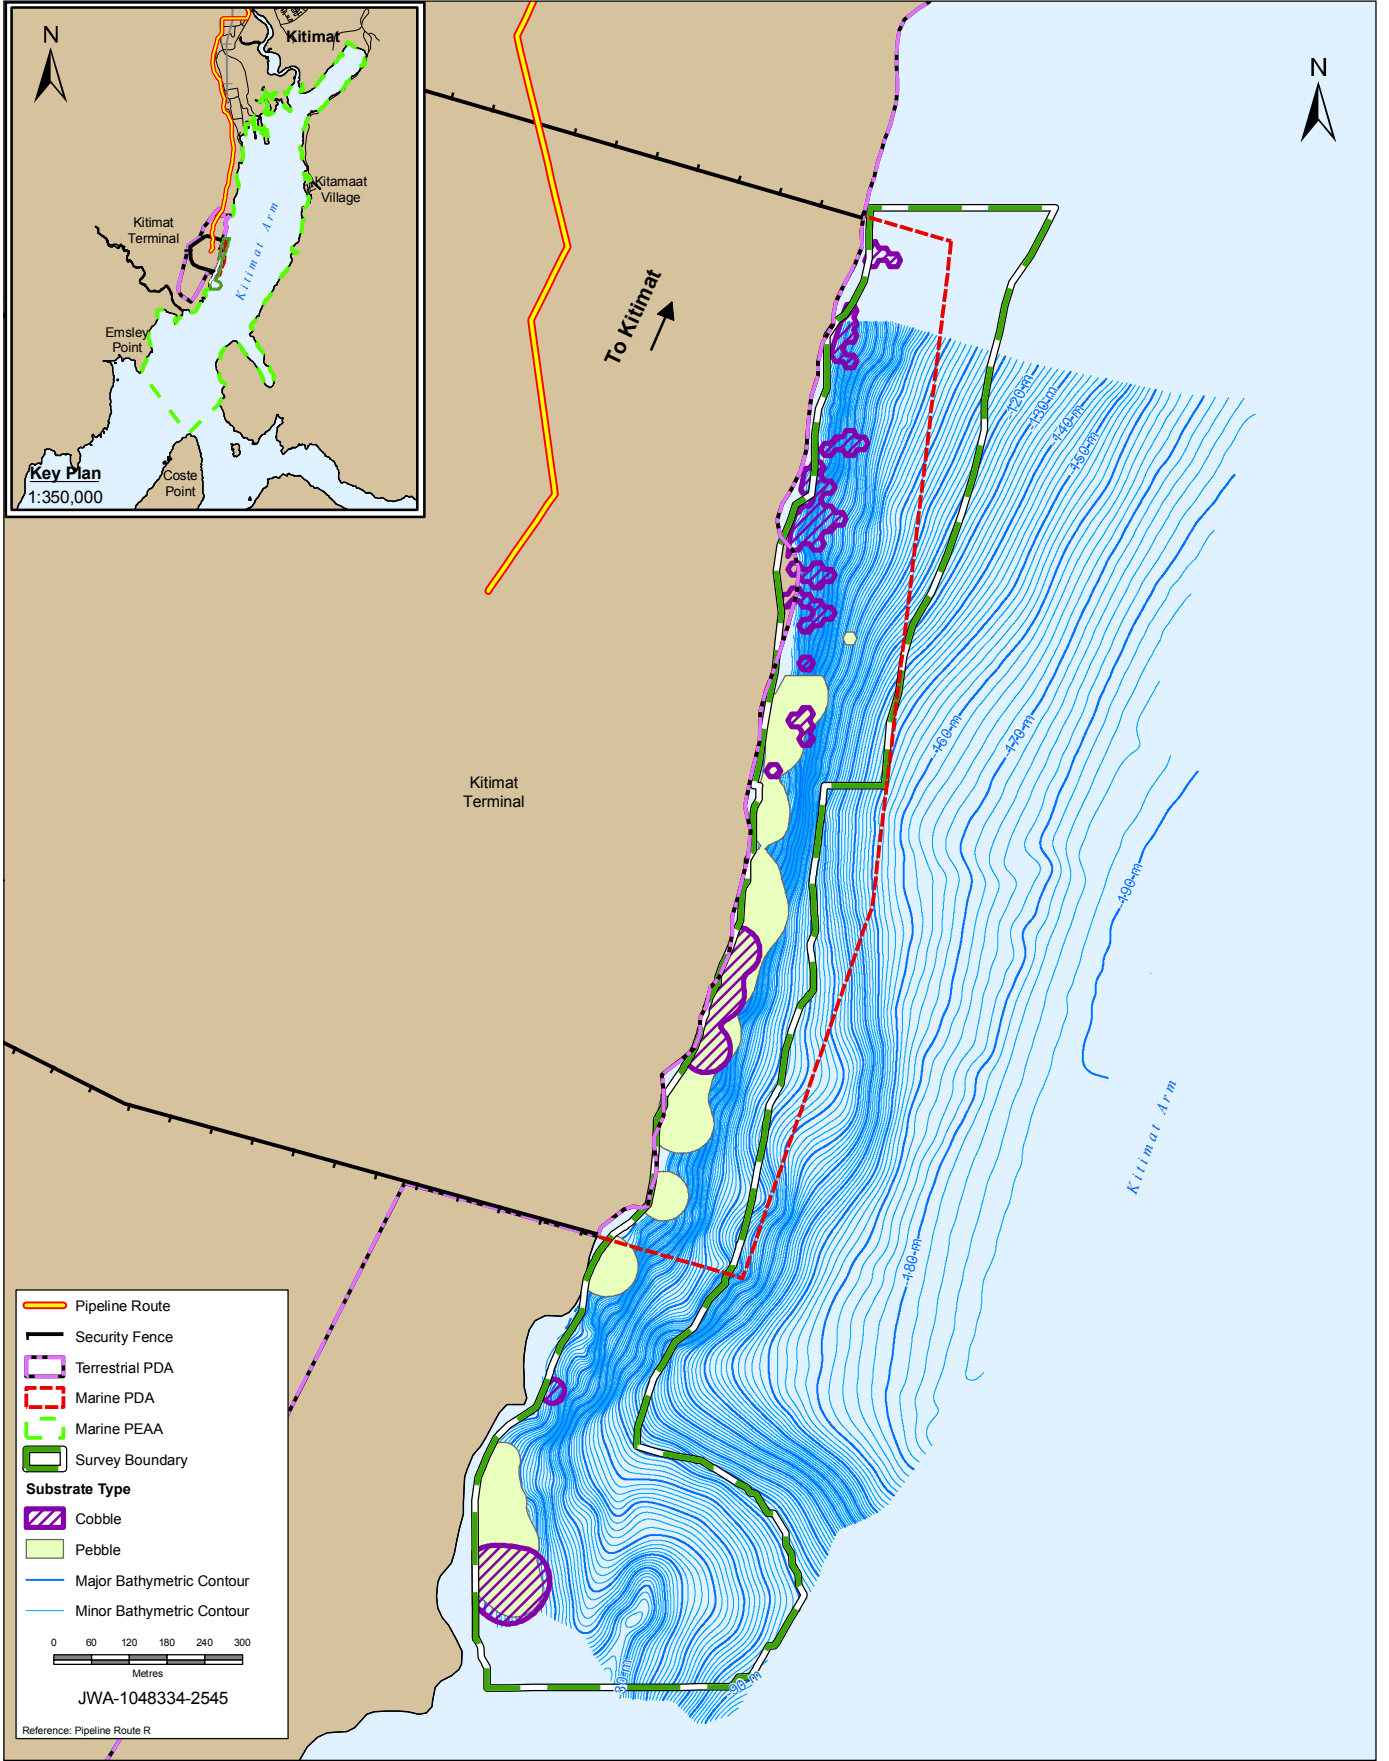 N
Kitimat
Kitamaat
Village
Kitimat
Terminal
Kitimat Arm
Emsley
Point
Key Plan
1:350,000
Coste
Point
N
To Kitimat
-120-m
-130-m
-140-m
-150-m
-160-m
-170-m
Kitimat
Terminal
-190-m
Kitimat Arm
-180-m
-30-m
-90-m
Pipeline Route
Security Fence
Terrestrial PDA
Marine PDA
Marine PEAA
Survey Boundary
Substrate Type
Cobble
Pebble
Major Bathymetric Contour
Minor Bathymetric Contour
0 60 120 180 240 300
Metres
JWA-1048334-2545
Reference: Pipeline Route R